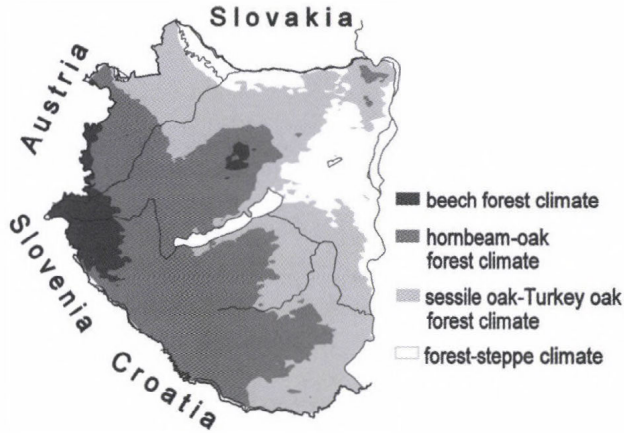 Slovakia
Austria
Slovenia
Croatia
beech forest climate
hornbeam-oak
forest climate
sessile oak-Turkey oak
forest climate
forest-steppe climate